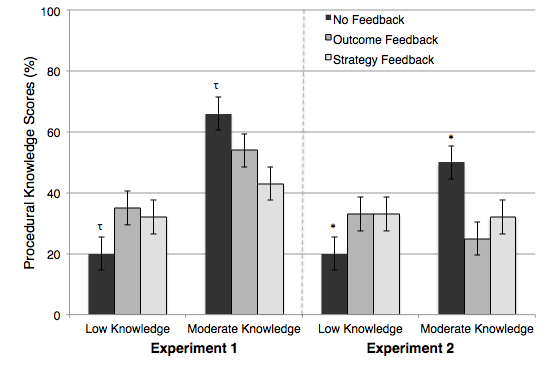 No Feedback
Outcome Feedback
Strategy Feedback
Procedural Knowledge Scores (%)
100
80
60
40
20
0
τ
τ
*
*
Low Knowledge
Moderate Knowledge
Low Knowledge
Moderate Knowledge
Experiment 1
Experiment 2